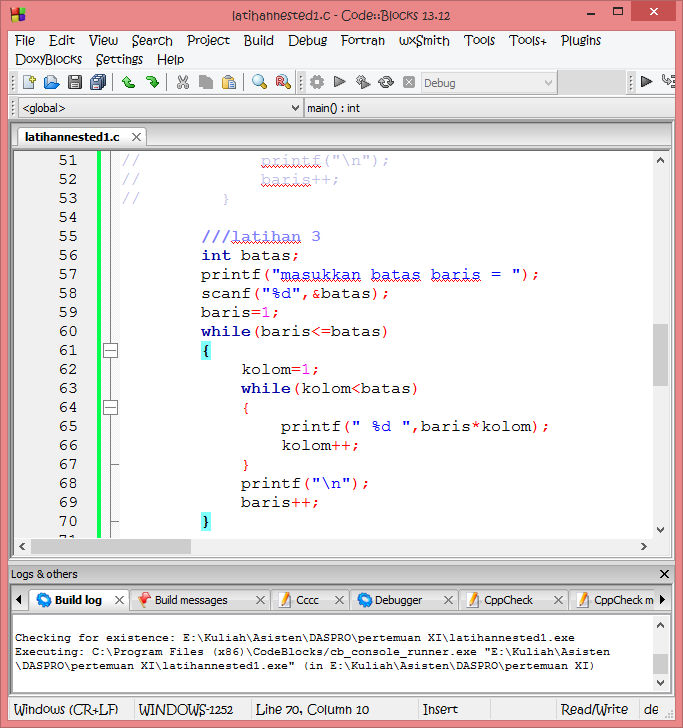 latihannested1.c - Code::Blocks 13.12
File Edit View Search Project Build Debug Fortran wxSmith Tools Tools+ Plugins
DoxyBlocks Settings Help
Debug
<global> main() : int
latihannested1.c
51 // printf("\n");
52 // baris++;
53 // }
54
55 ///latihan 3
56 int batas;
57 printf("masukkan batas baris = ");
58 scanf("%d",&batas);
59 baris=1;
60 while(baris<=batas)
61 {
62 kolom=1;
63 while(kolom<batas)
64 {
65 printf(" %d ",baris*kolom);
66 kolom++;
67 }
68 printf("\n");
69 baris++;
70 }
Logs & others
Build log Build messages Cccc Debugger CppCheck CppCheck m
Checking for existence: E:\Kuliah\Asisten\DASPRO\pertemuan XI\latihannested1.exe
Executing: C:\Program Files (x86)\CodeBlocks/cb_console_runner.exe "E:\Kuliah\Asisten
\DASPRO\pertemuan XI\latihannested1.exe" (in E:\Kuliah\Asisten\DASPRO\pertemuan XI)
Windows (CR+LF) WINDOWS-1252 Line 70, Column 10 Insert Read/Write de